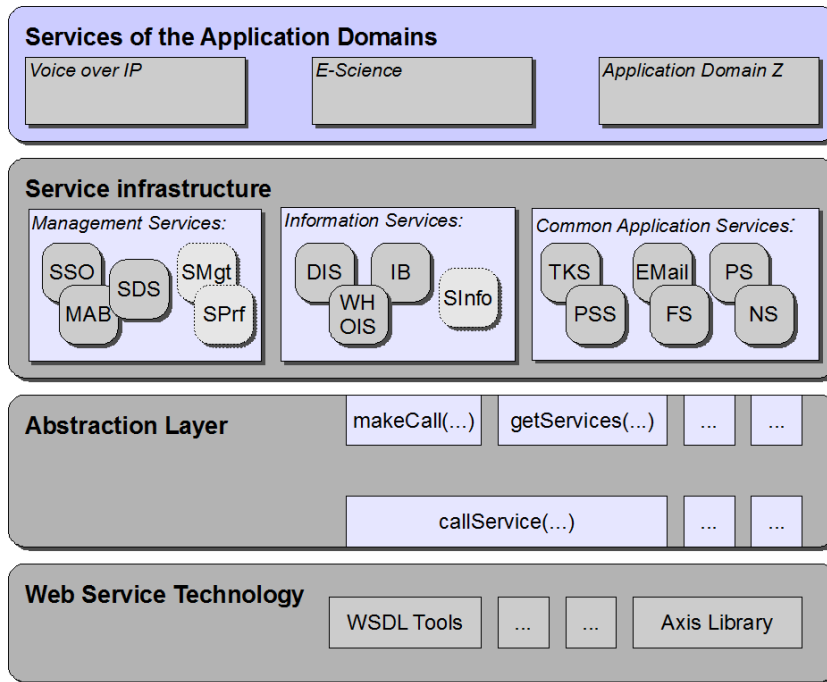 Services of the Application Domains
Voice over IP
E-Science
Application Domain Z
Service infrastructure
Management Services:
SSO
MAB
SDS
SMgt
SPrf
Information Services:
DIS
WH
OIS
IB
SInfo
Common Application Services:
TKS
PSS
EMail
FS
PS
NS
Abstraction Layer
makeCall(...)
getServices(...)
...
...
callService(...)
...
...
Web Service Technology
WSDL Tools
...
...
Axis Library